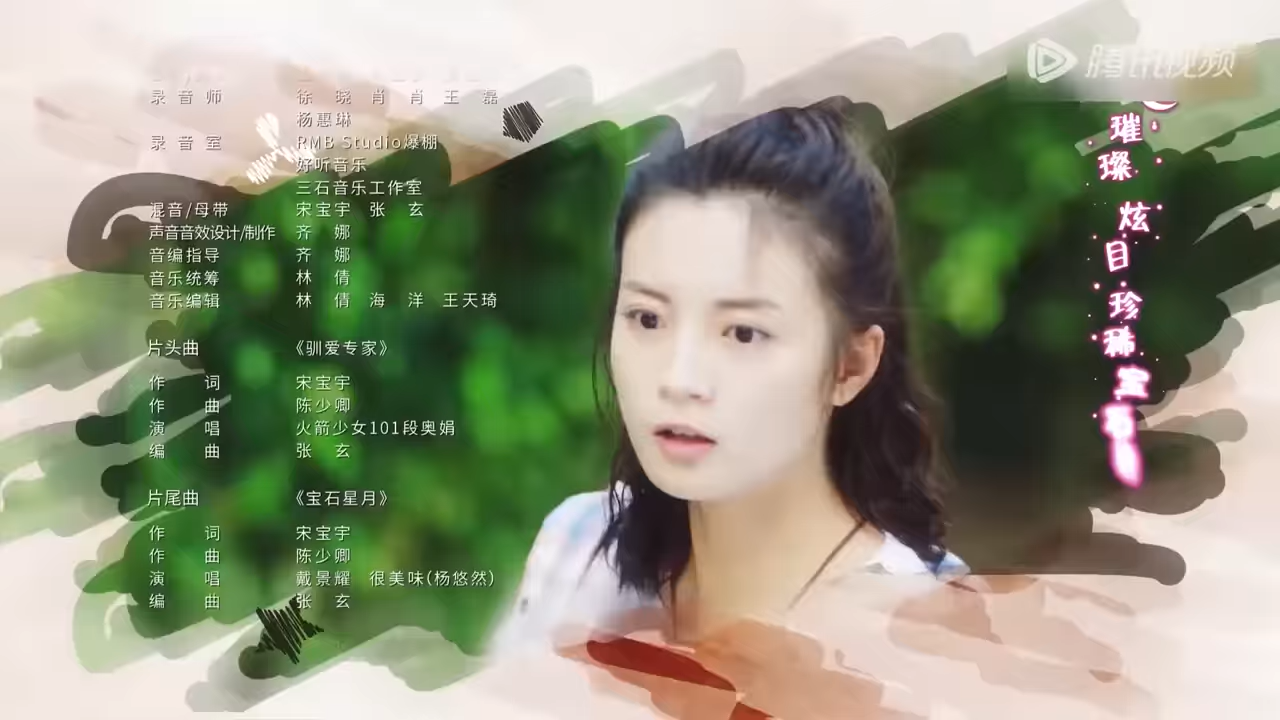 腾讯视频
录音师 徐晓 肖肖 王磊
杨惠琳
录音室 RMB Studio爆棚
好听音乐
三石音乐工作室
混音/母带 宋宝宇 张玄
声音音效设计/制作 齐娜
音编指导 齐娜
音乐统筹 林倩
音乐编辑 林倩 海洋 王天琦
片头曲 《驯爱专家》
作词 宋宝宇
作曲 陈少卿
演唱 火箭少女101段奥娟
编曲 张玄
片尾曲 《宝石星月》
作词 宋宝宇
作曲 陈少卿
演唱 戴景耀 很美味(杨悠然)
编曲 张玄
璀璨 炫目 珍稀宝石